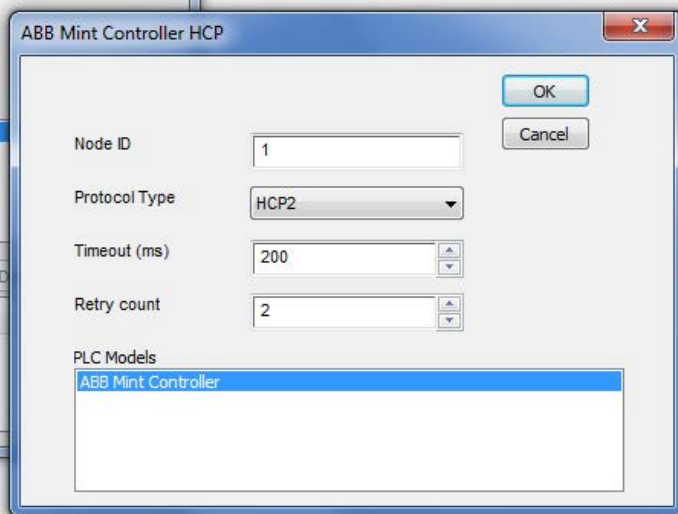 ABB Mint Controller HCP
OK
Cancel
Node ID 1
Protocol Type HCP2
Timeout (ms) 200
Retry count 2
PLC Models
ABB Mint Controller